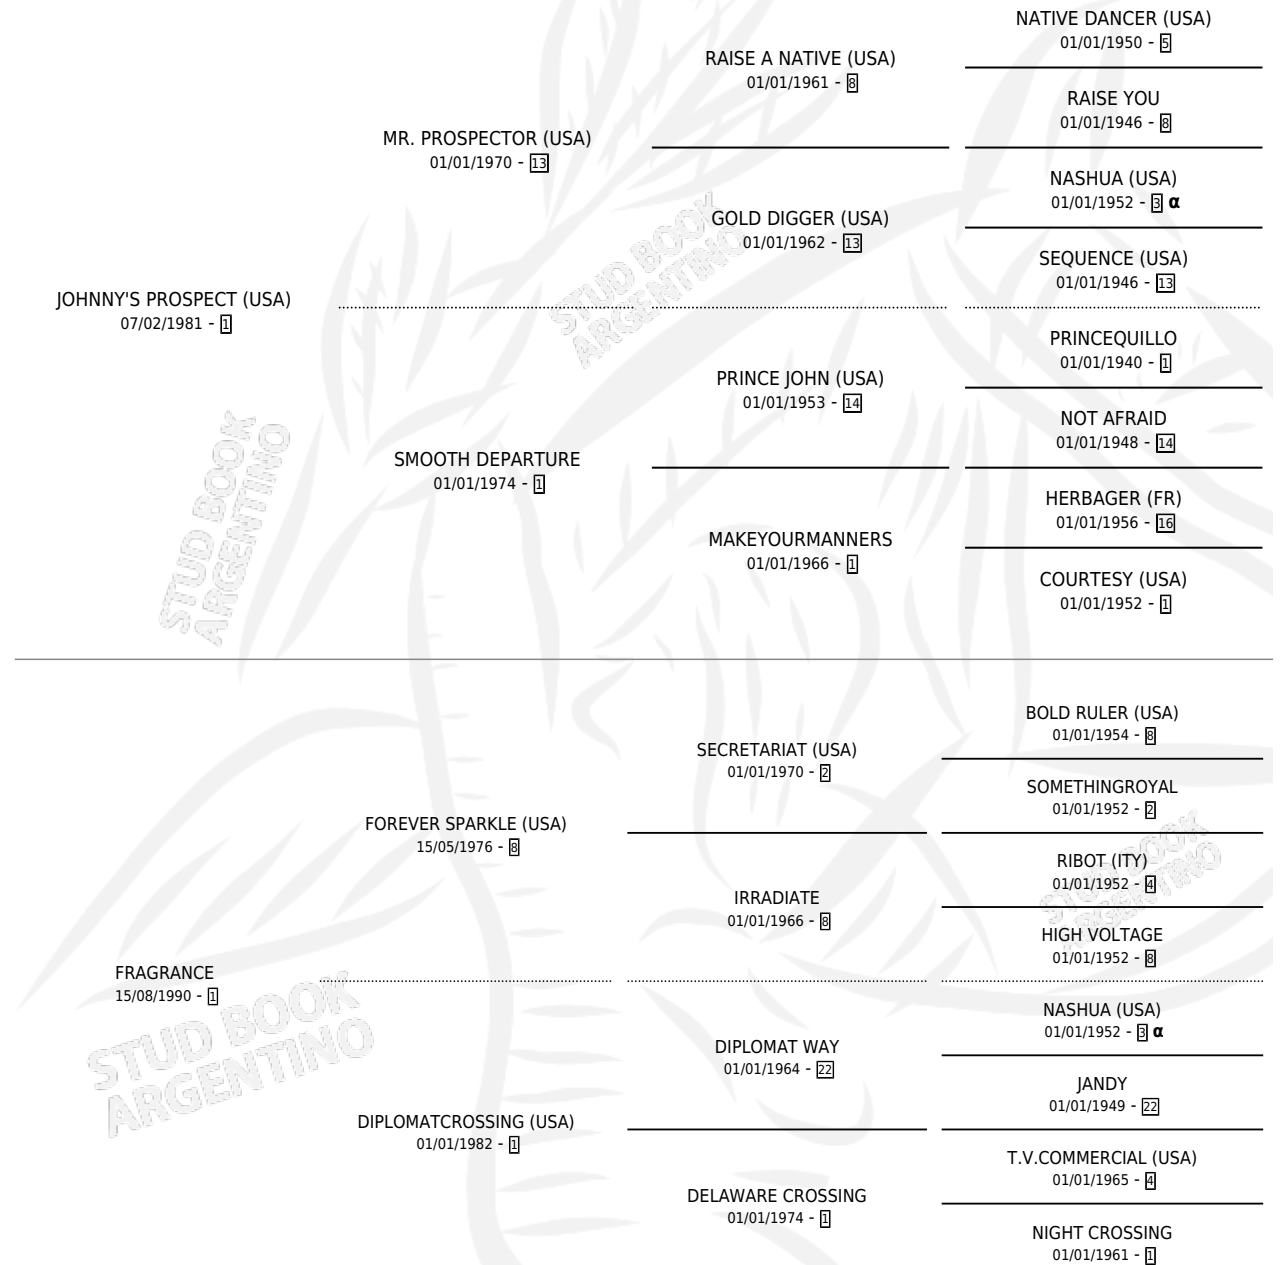 NATIVE DANCER (USA)
01/01/1950 - 5
RAISE A NATIVE (USA)
01/01/1961 - 8
RAISE YOU
01/01/1946 - 8
MR. PROSPECTOR (USA)
01/01/1970 - 13
NASHUA (USA)
01/01/1952 - 3 α
GOLD DIGGER (USA)
01/01/1962 - 13
SEQUENCE (USA)
01/01/1946 - 13
JOHNNY'S PROSPECT (USA)
07/02/1981 - 1
PRINCEQUILLO
01/01/1940 - 1
PRINCE JOHN (USA)
01/01/1953 - 14
NOT AFRAID
01/01/1948 - 14
SMOOTH DEPARTURE
01/01/1974 - 1
HERBAGER (FR)
01/01/1956 - 16
MAKEYOURMANNERS
01/01/1966 - 1
COURTESY (USA)
01/01/1952 - 1
BOLD RULER (USA)
01/01/1954 - 8
SECRETARIAT (USA)
01/01/1970 - 2
SOMETHINGROYAL
01/01/1952 - 2
FOREVER SPARKLE (USA)
15/05/1976 - 8
RIBOT (ITY)
01/01/1952 - 4
IRRADIATE
01/01/1966 - 8
HIGH VOLTAGE
01/01/1952 - 8
FRAGRANCE
15/08/1990 - 1
NASHUA (USA)
01/01/1952 - 3 α
DIPLOMAT WAY
01/01/1964 - 22
JANDY
01/01/1949 - 22
DIPLOMATCROSSING (USA)
01/01/1982 - 1
T.V.COMMERCIAL (USA)
01/01/1965 - 4
DELAWARE CROSSING
01/01/1974 - 1
NIGHT CROSSING
01/01/1961 - 1
STUD BOOK
ARGENTINO
STUD BOOK
ARGENTINO
STUD BOOK
ARGENTINO
STUD BOOK
ARGENTINO